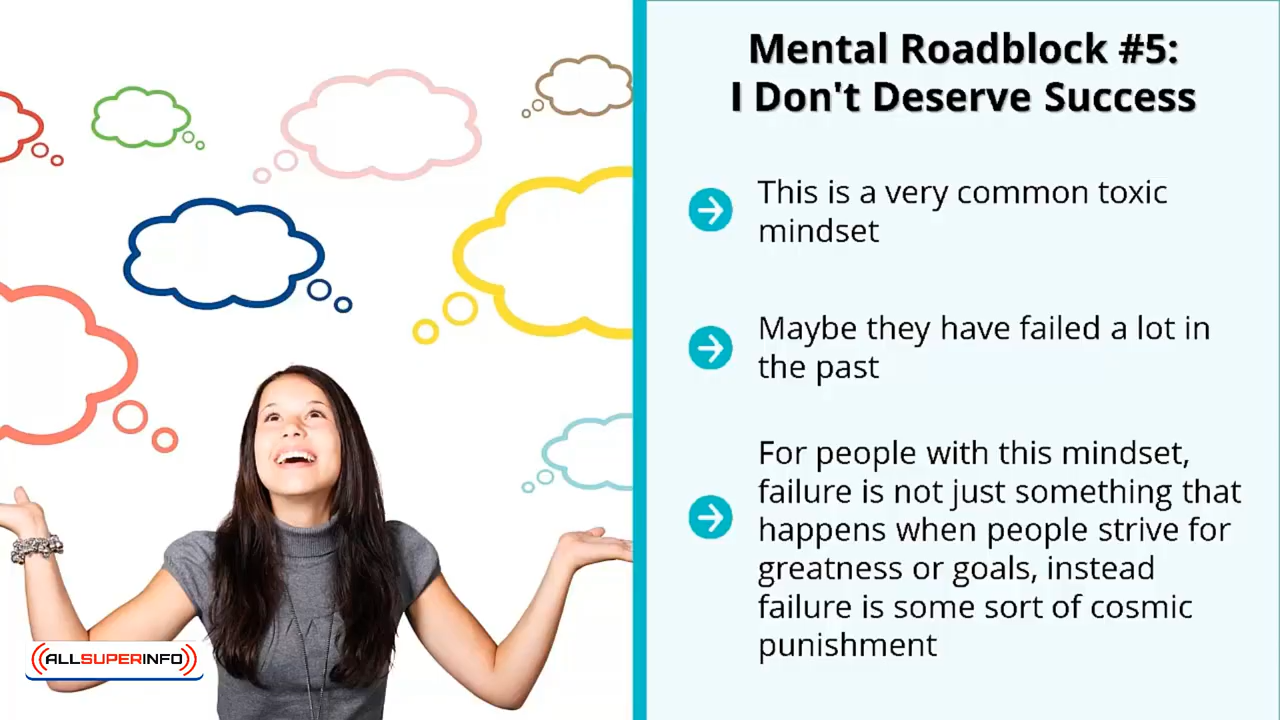 Mental Roadblock #5:
I Don't Deserve Success
This is a very common toxic
mindset
Maybe they have failed a lot in
the past
For people with this mindset,
failure is not just something that
happens when people strive for
greatness or goals, instead
failure is some sort of cosmic
punishment
ALLSUPERINFO